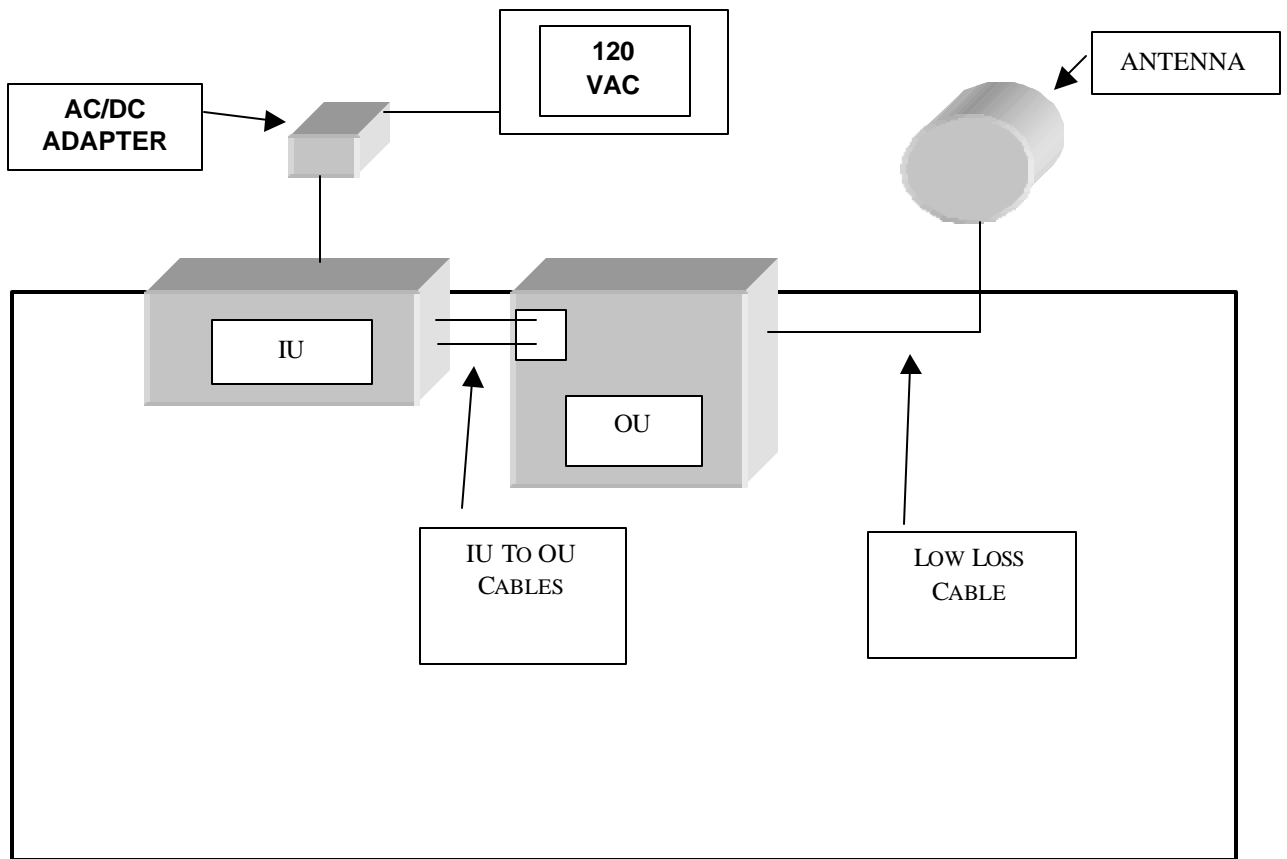 120
VAC
ANTENNA
AC/DC
ADAPTER
IU
OU
IU TO OU
CABLES
LOW LOSS
CABLE